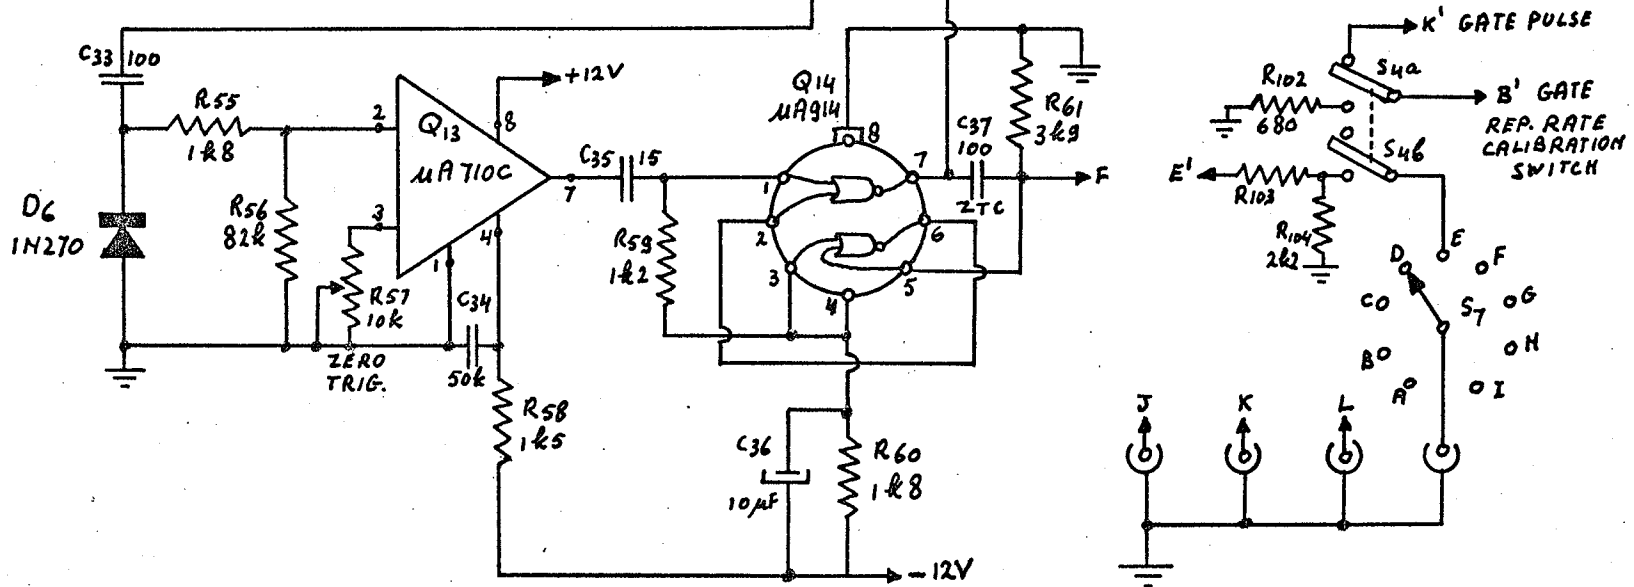 C33 100
R55
1k8
D6
1N270
R56
82k
2
3
Q13
μA710C
8
+12V
7
4
1
R57
10k
ZERO
TRIG.
C34
50k
R58
1k5
C35 15
R59
1k2
Q14
μA914
8
1
2
3
4
5
6
7
C37
100
ZTC
R61
3k9
F
C36
10μF
R60
1k8
-12V
K' GATE PULSE
S4a
R102
680
B' GATE
REP. RATE
CALIBRATION
SWITCH
S4b
E'
R103
R104
2k2
D
E
F
C
S7
G
B
H
A
I
J
K
L